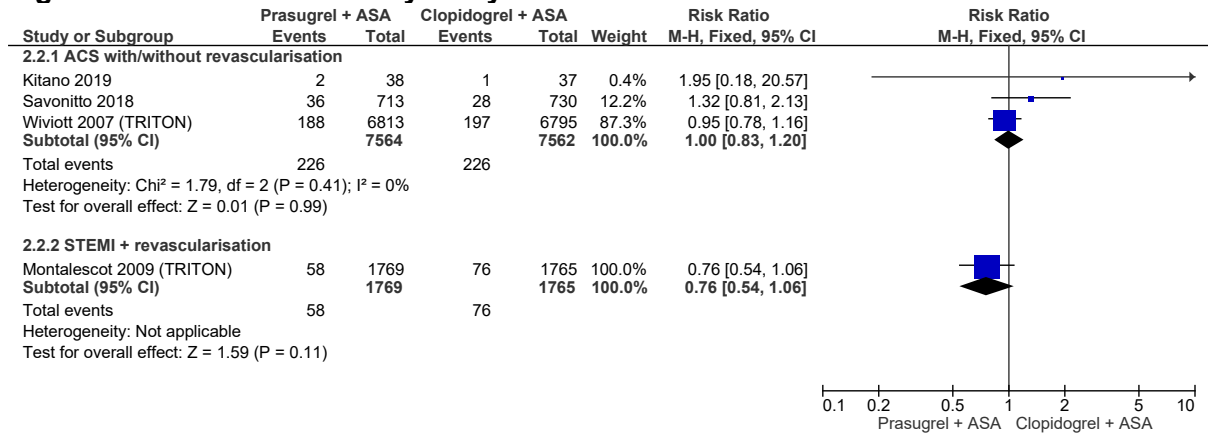 Prasugrel + ASA Clopidogrel + ASA Risk Ratio Risk Ratio
Study or Subgroup Events Total Events Total Weight M-H, Fixed, 95% CI M-H, Fixed, 95% CI
2.2.1 ACS with/without revascularisation
Kitano 2019 2 38 1 37 0.4% 1.95 [0.18, 20.57]
Savonitto 2018 36 713 28 730 12.2% 1.32 [0.81, 2.13]
Wiviott 2007 (TRITON) 188 6813 197 6795 87.3% 0.95 [0.78, 1.16]
Subtotal (95% CI) 7564 7562 100.0% 1.00 [0.83, 1.20]
Total events 226 226
Heterogeneity: Chi² = 1.79, df = 2 (P = 0.41); I² = 0%
Test for overall effect: Z = 0.01 (P = 0.99)
2.2.2 STEMI + revascularisation
Montalescot 2009 (TRITON) 58 1769 76 1765 100.0% 0.76 [0.54, 1.06]
Subtotal (95% CI) 1769 1765 100.0% 0.76 [0.54, 1.06]
Total events 58 76
Heterogeneity: Not applicable
Test for overall effect: Z = 1.59 (P = 0.11)
0.1 0.2 0.5 1 2 5 10
Prasugrel + ASA Clopidogrel + ASA